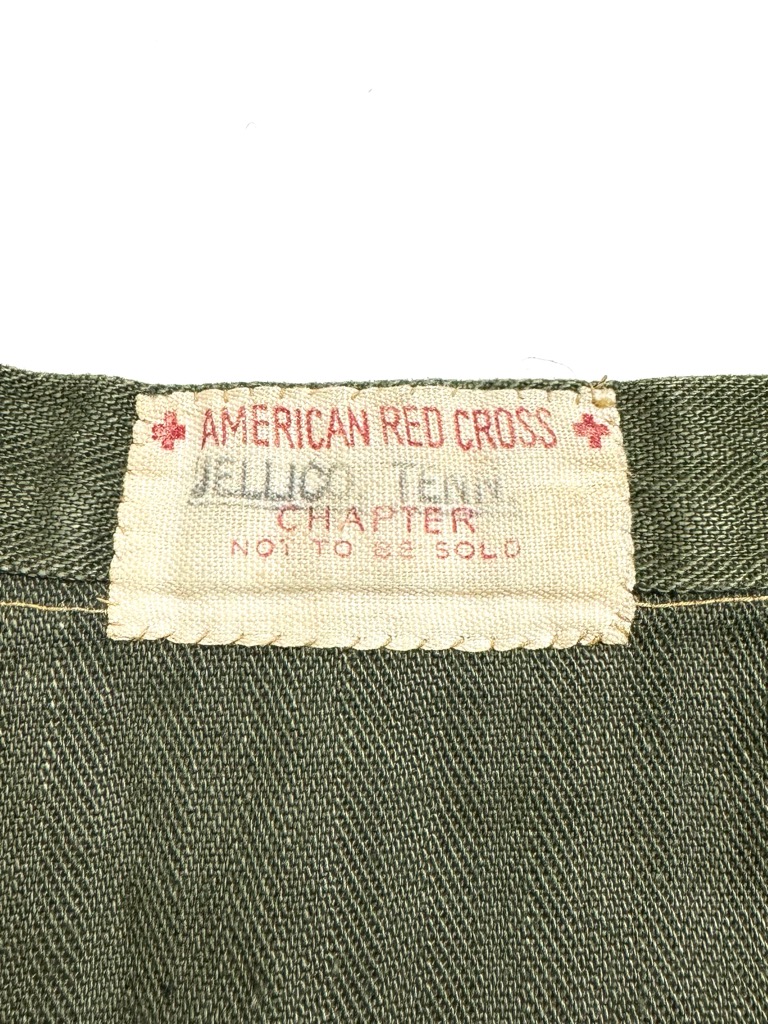 AMERICAN RED CROSS
JELLICO, TENN.
CHAPTER
NOT TO BE SOLD